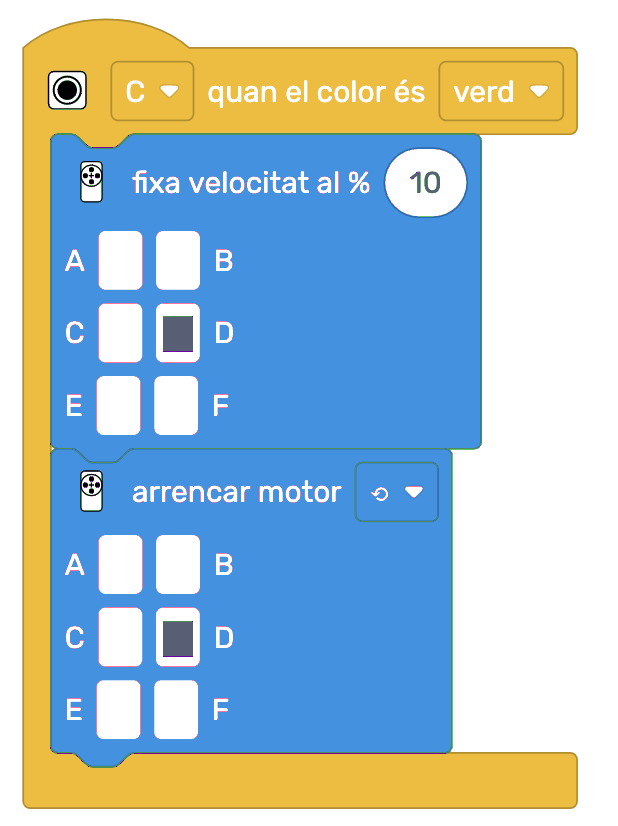 C quan el color és verd
fixa velocitat al % 10
A B
C D
E F
arrencar motor
A B
C D
E F